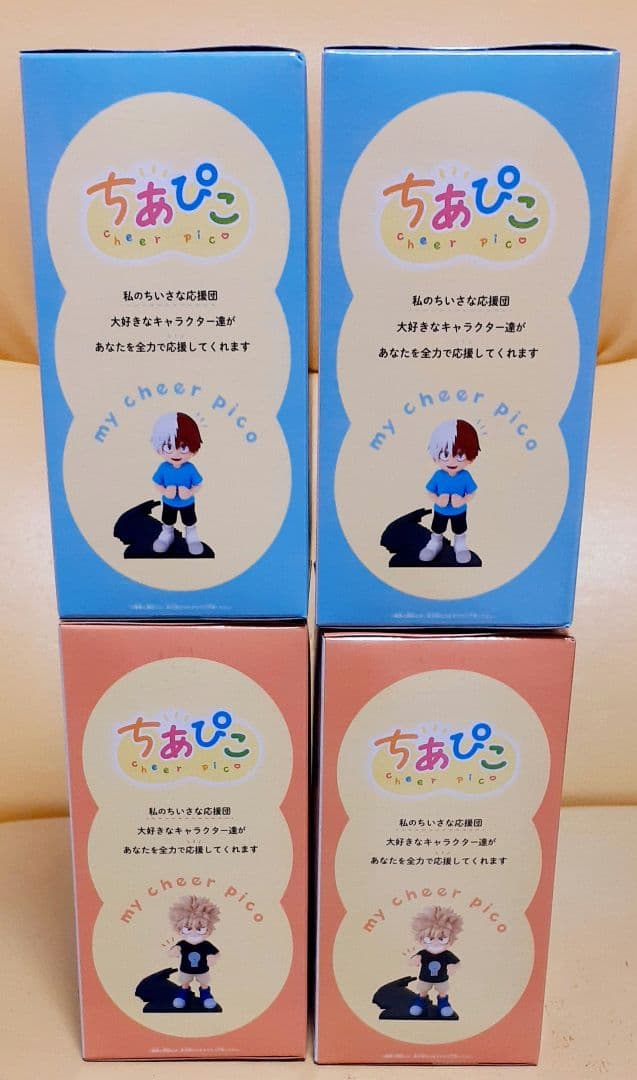 ちあぴこ
cheer pico
私のちいさな応援団
大好きなキャラクター達が
あなたを全力で応援してくれます
my cheer pico
ちあぴこ
cheer pico
私のちいさな応援団
大好きなキャラクター達が
あなたを全力で応援してくれます
my cheer pico
ちあぴこ
cheer pico
私のちいさな応援団
大好きなキャラクター達が
あなたを全力で応援してくれます
my cheer pico
ちあぴこ
cheer pico
私のちいさな応援団
大好きなキャラクター達が
あなたを全力で応援してくれます
my cheer pico